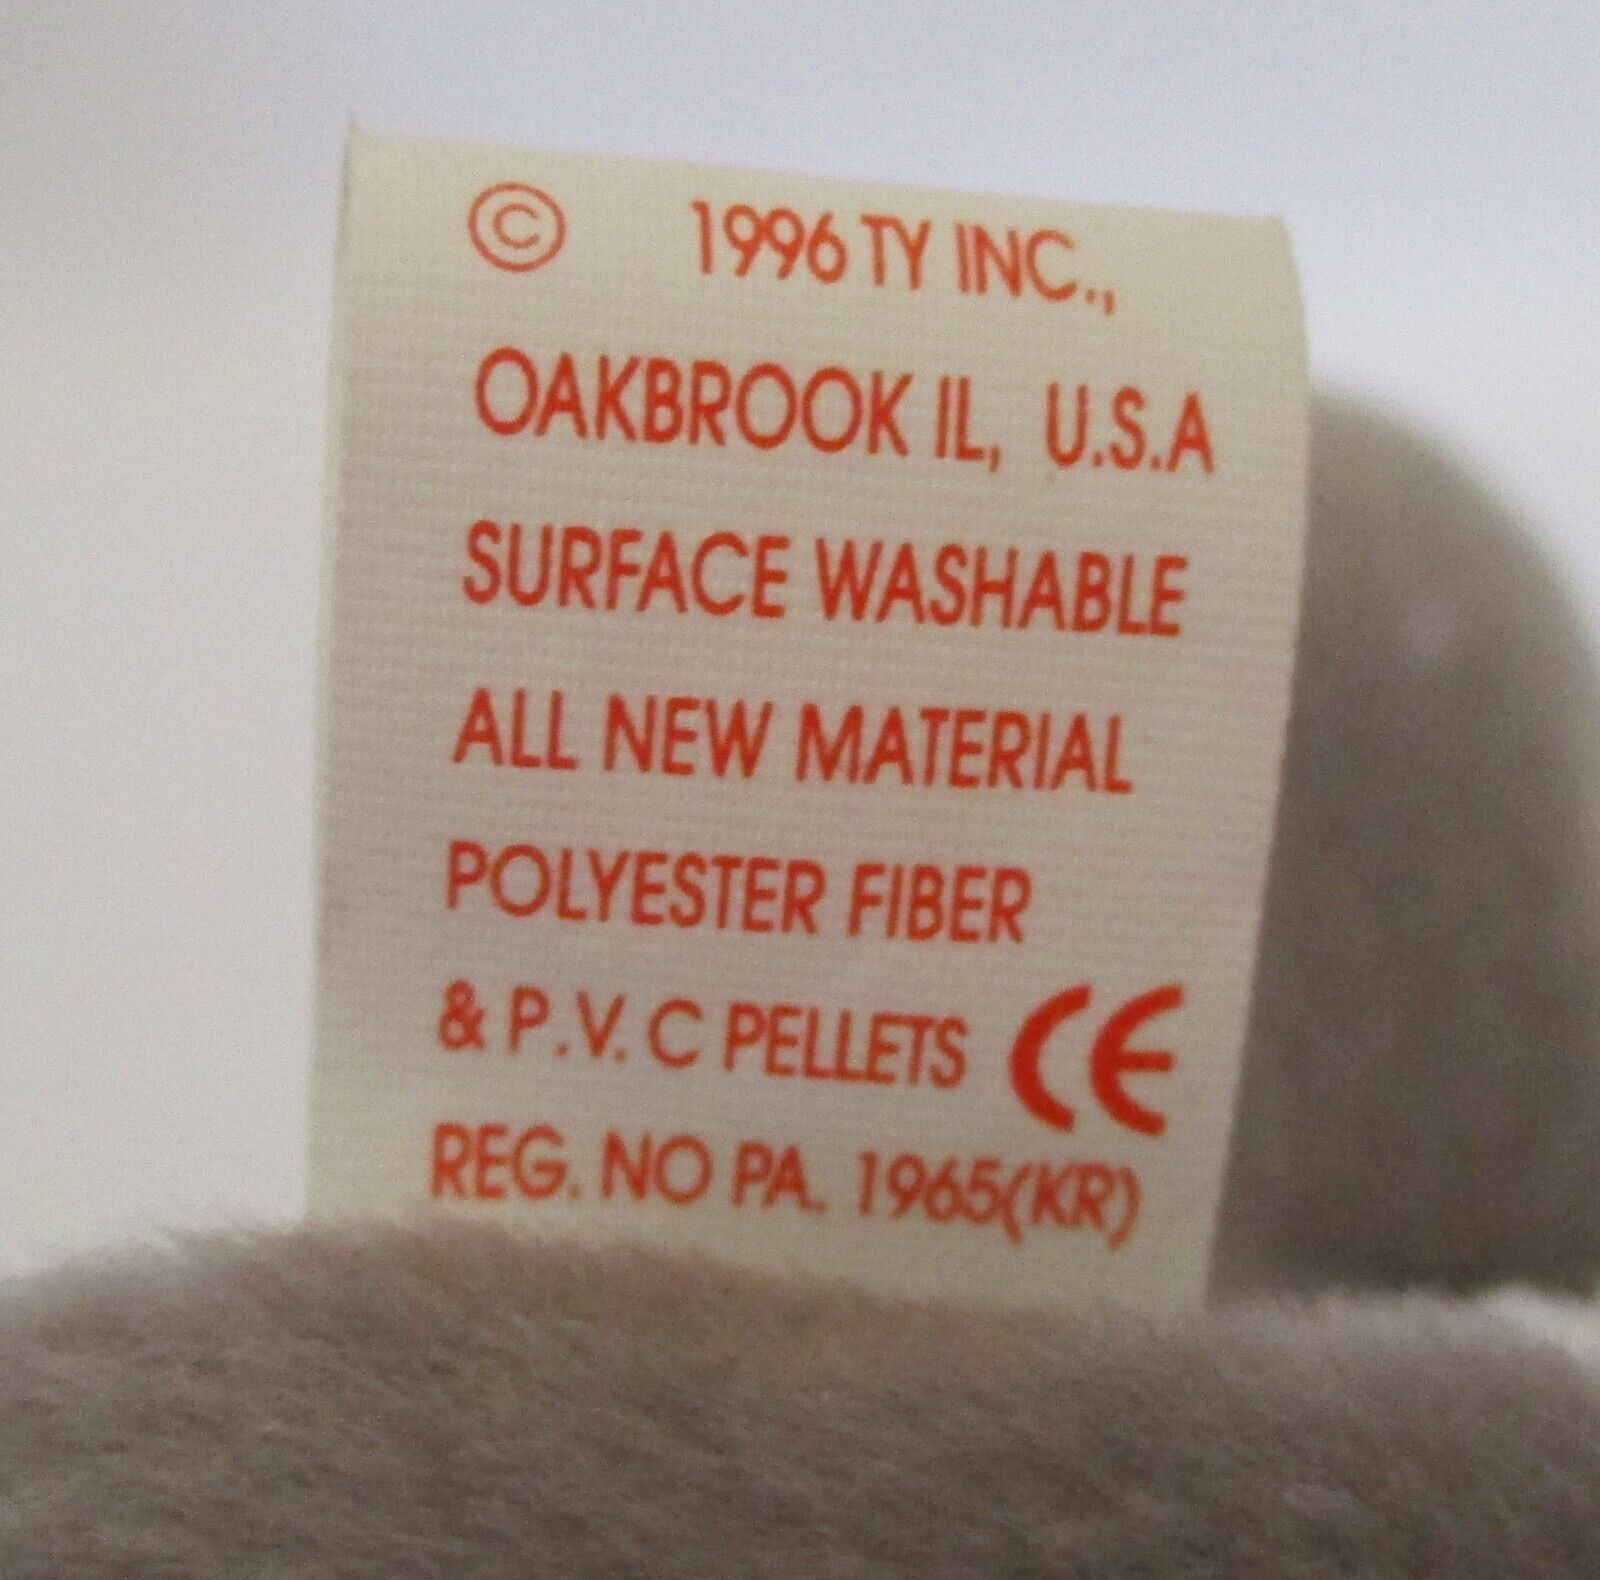 © 1996 TY INC.,
OAKBROOK IL, U.S.A
SURFACE WASHABLE
ALL NEW MATERIAL
POLYESTER FIBER
& P.V. C PELLETS CE
REG. NO PA. 1965(KR)